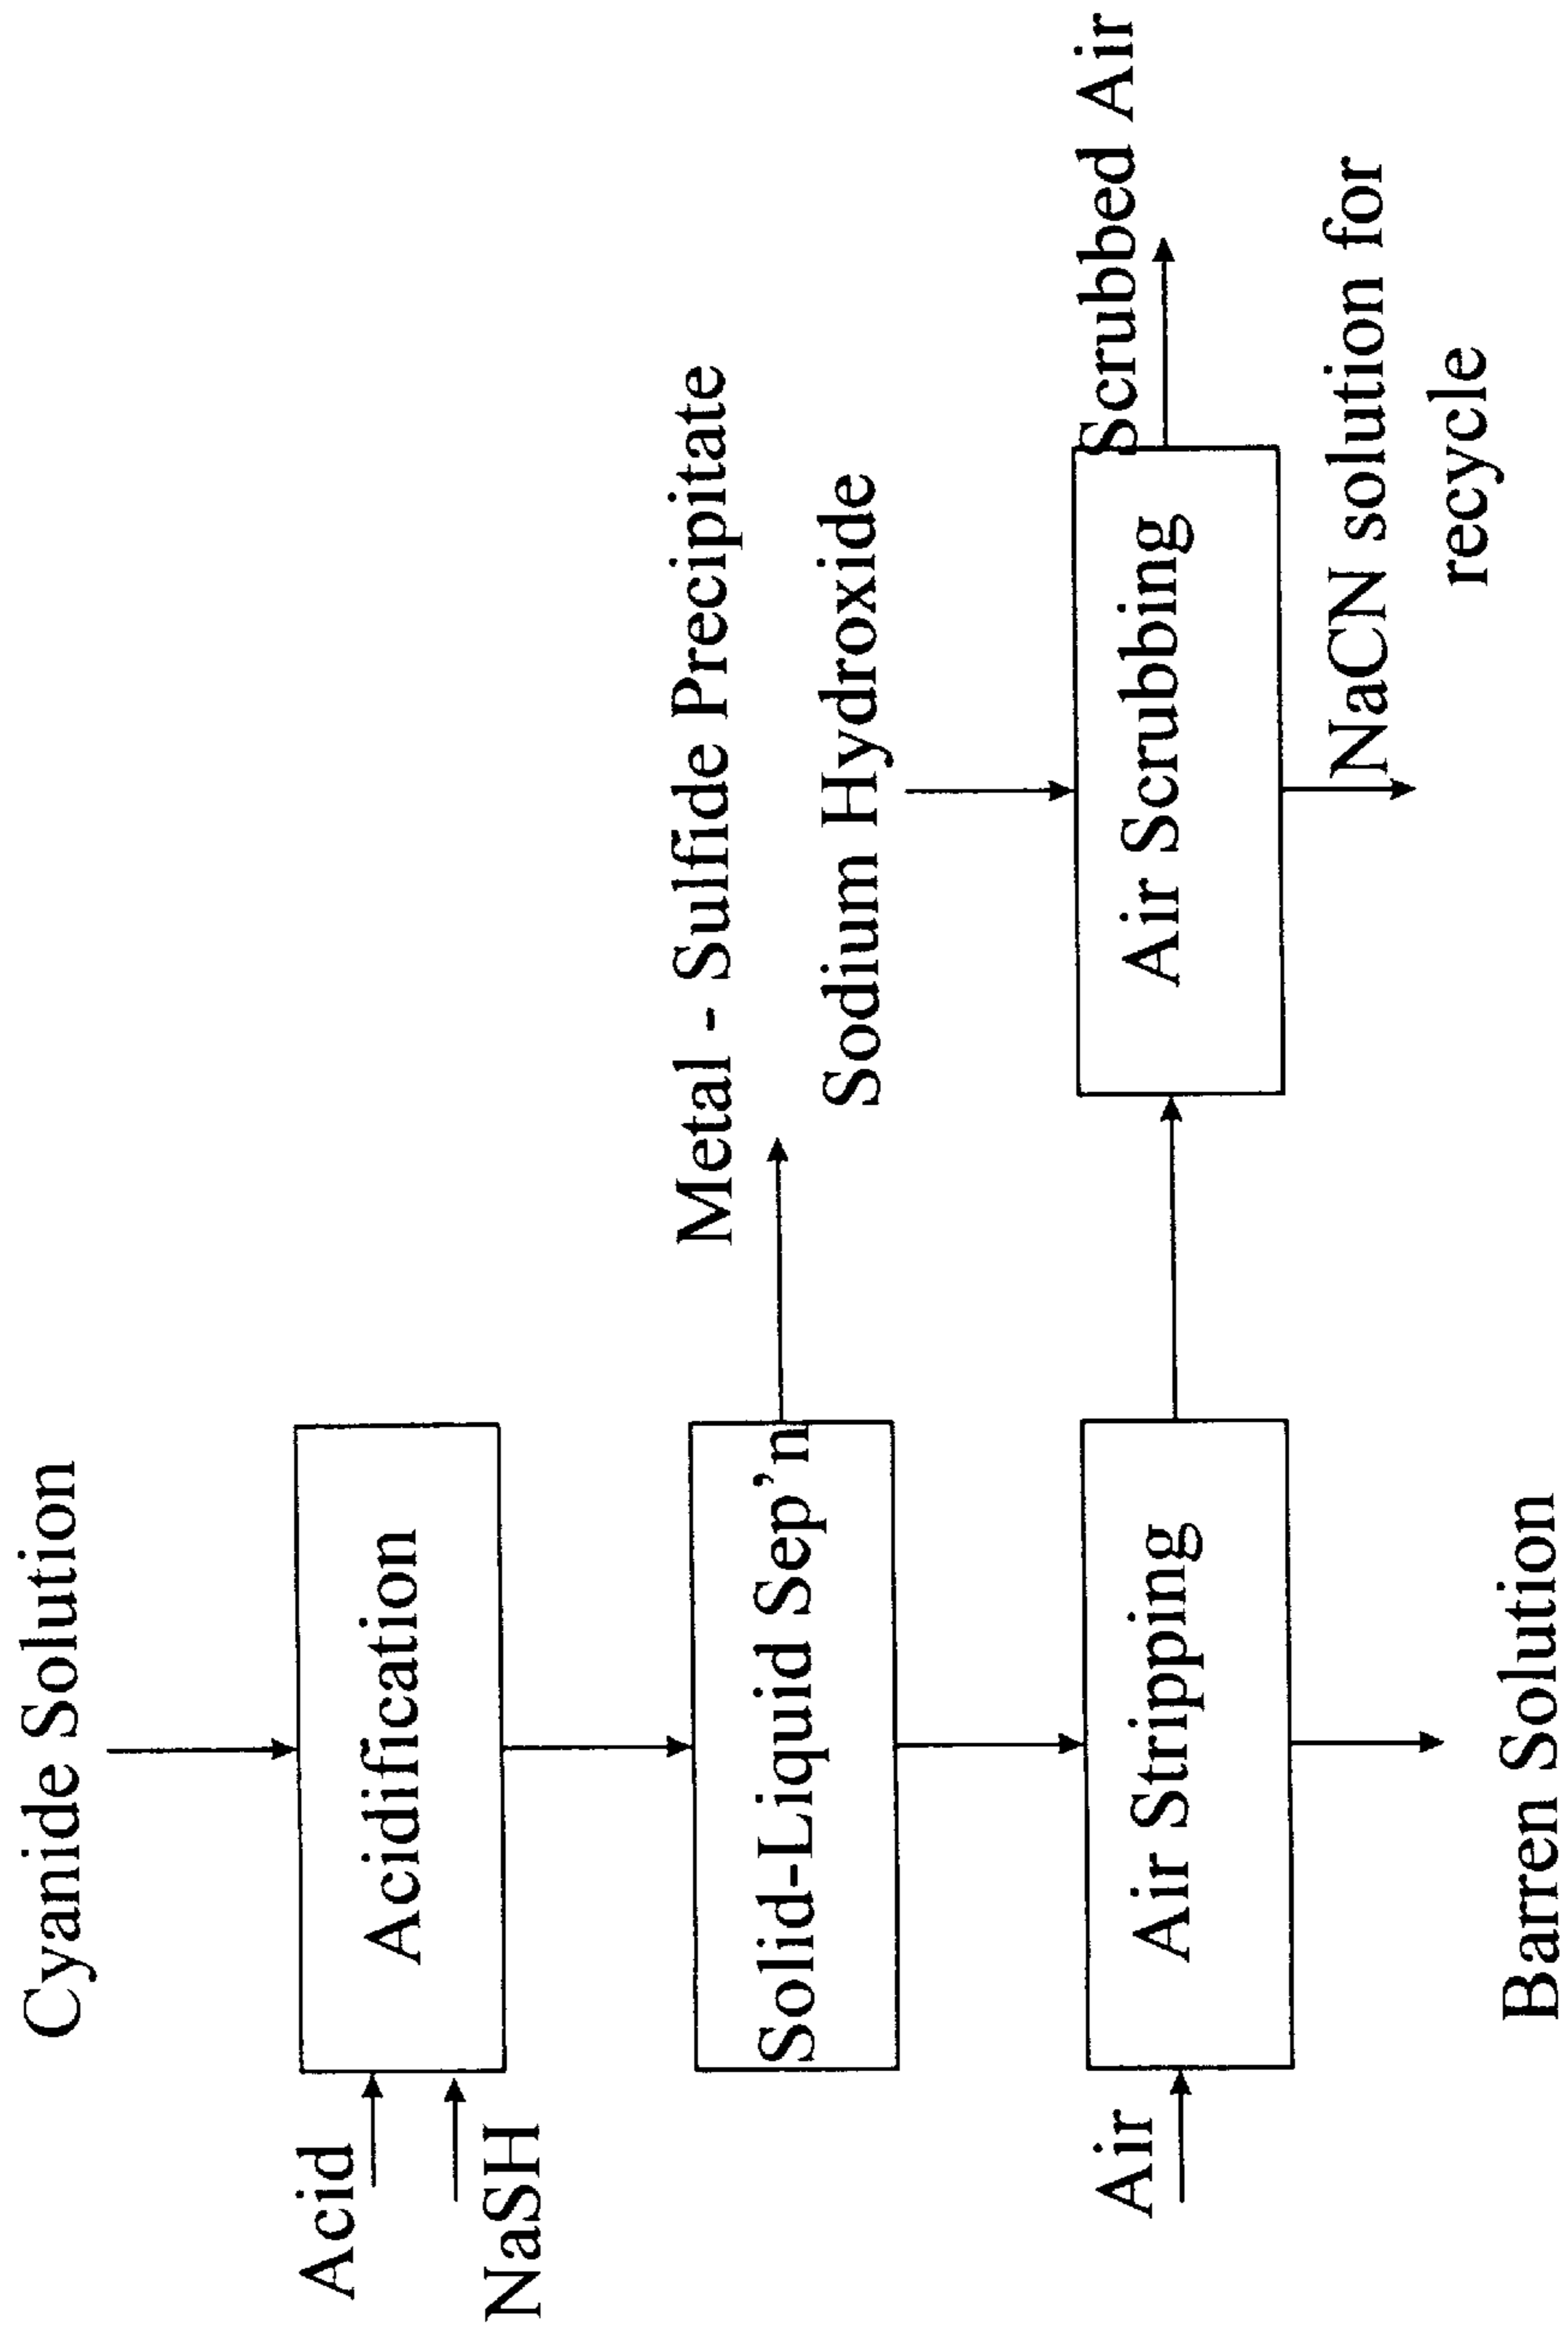 Cyanide Solution
Acid
NaSH
Acidification
Metal - Sulfide Precipitate
Solid-Liquid Sep'n
Sodium Hydroxide
Air
Air Stripping
Air Scrubbing
Scrubbed Air
NaCN solution for
recycle
Barren Solution